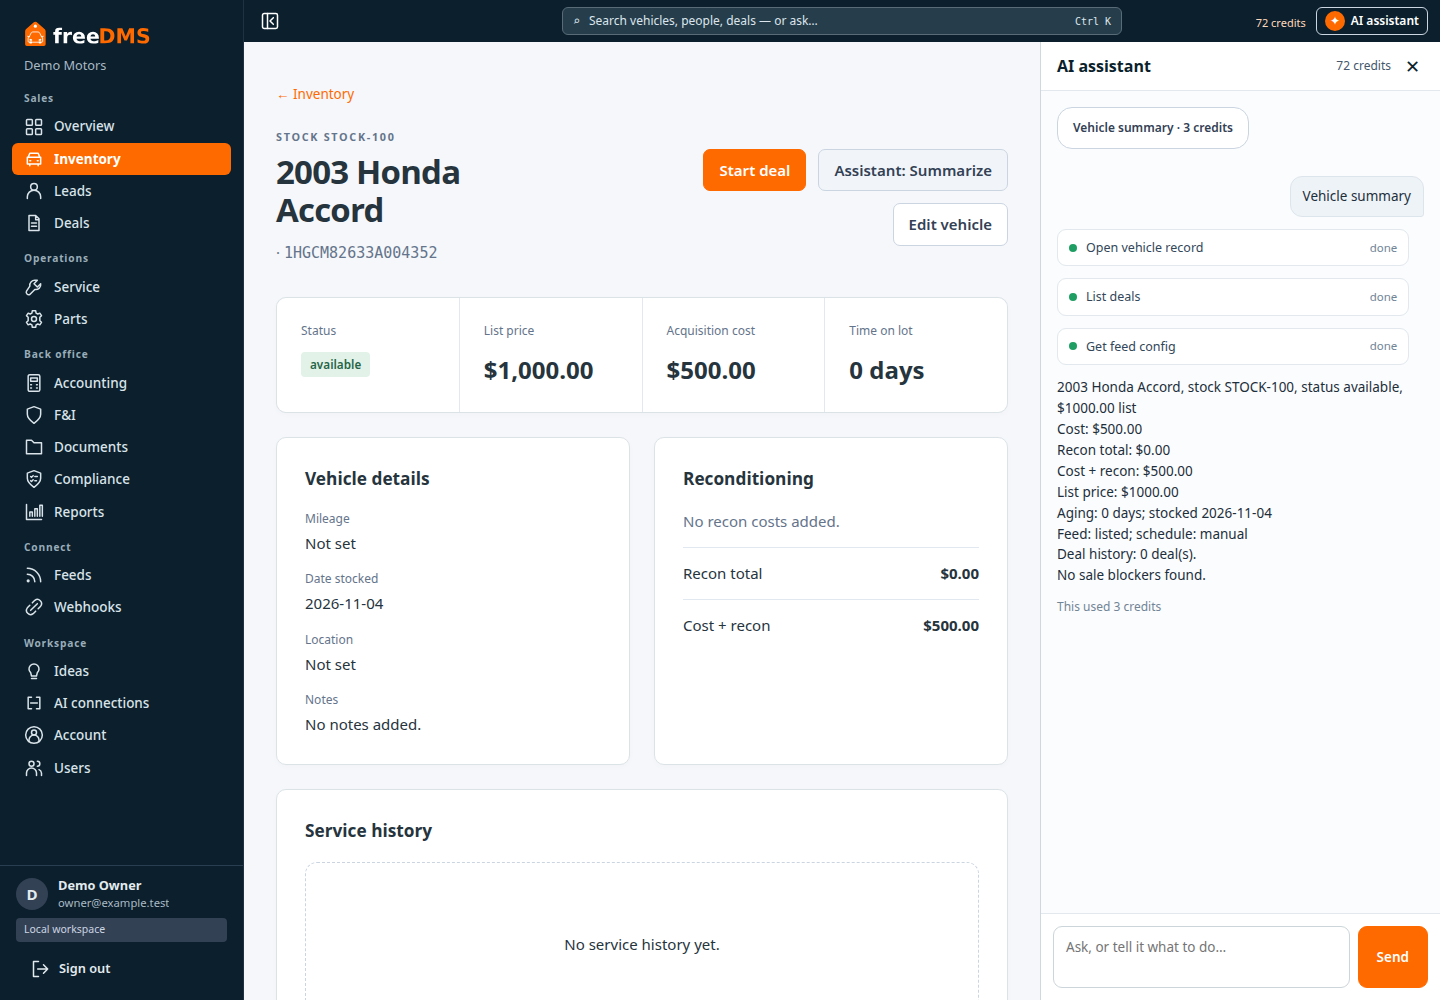 freeDMS
Demo Motors
Sales
Overview
Inventory
Leads
Deals
Operations
Service
Parts
Back office
Accounting
F&I
Documents
Compliance
Reports
Connect
Feeds
Webhooks
Workspace
Ideas
AI connections
Account
Users
D
Demo Owner
owner@example.test
Local workspace
Sign out
Search vehicles, people, deals — or ask...
Ctrl K
72 credits
AI assistant
← Inventory
STOCK STOCK-100
2003 Honda
Accord
· 1HGCM82633A004352
Start deal
Assistant: Summarize
Edit vehicle
Status
available
List price
$1,000.00
Acquisition cost
$500.00
Time on lot
0 days
Vehicle details
Mileage
Not set
Date stocked
2026-11-04
Location
Not set
Notes
No notes added.
Reconditioning
No recon costs added.
Recon total $0.00
Cost + recon $500.00
Service history
No service history yet.
AI assistant
72 credits
Vehicle summary · 3 credits
Vehicle summary
Open vehicle record done
List deals done
Get feed config done
2003 Honda Accord, stock STOCK-100, status available,
$1000.00 list
Cost: $500.00
Recon total: $0.00
Cost + recon: $500.00
List price: $1000.00
Aging: 0 days; stocked 2026-11-04
Feed: listed; schedule: manual
Deal history: 0 deal(s).
No sale blockers found.
This used 3 credits
Ask, or tell it what to do...
Send